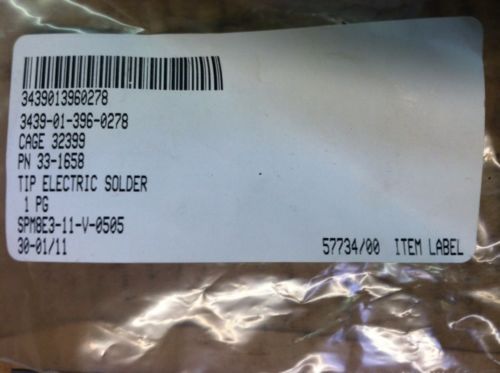 3439013960278
3439-01-396-0278
CAGE 32399
PN 33-1658
TIP ELECTRIC SOLDER
1 PG
SPM8E3-11-V-0505
30-01/11
57734/00 ITEM LABEL